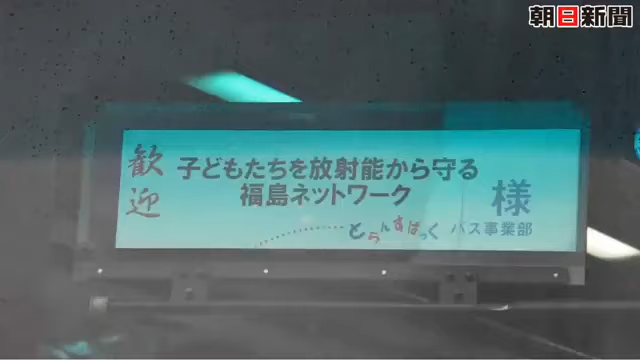 朝日新聞
歓迎
子どもたちを放射能から守る
福島ネットワーク
様
とらんすぱっく バス事業部